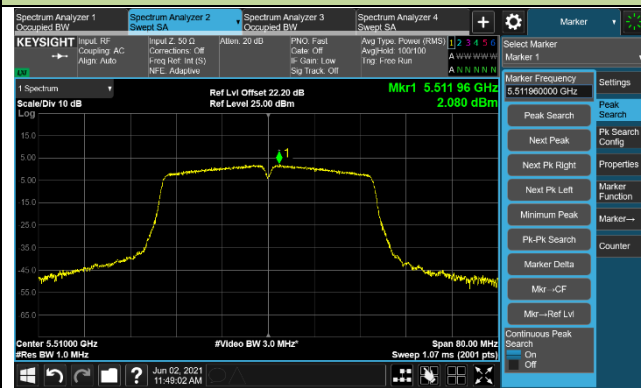 Spectrum Analyzer 1
Occupied BW
Spectrum Analyzer 2
Swept SA
Spectrum Analyzer 3
Occupied BW
Spectrum Analyzer 4
Swept SA
+
Marker
KEYSIGHT
Input: RF
Coupling: AC
Align: Auto
Input Z: 50 Ω
Corrections: Off
Freq Ref: Int (S)
NFE: Adaptive
Atten: 20 dB
PNO: Fast
Gate: Off
IF Gain: Low
Sig Track: Off
Avg Type: Power (RMS)
Avg|Hold: 100/100
Trig: Free Run
1 2 3 4 5 6
A W W W W W
A N N N N N
LXI
Select Marker
Marker 1
1 Spectrum
Scale/Div 10 dB
Log
Ref Lvl Offset 22.20 dB
Ref Level 25.00 dBm
Mkr1 5.511 96 GHz
2.080 dBm
15.0
5.00
-5.00
-15.0
-25.0
-35.0
-45.0
-55.0
-65.0
1
Center 5.51000 GHz
#Res BW 1.0 MHz
#Video BW 3.0 MHz*
Span 80.00 MHz
Sweep 1.07 ms (2001 pts)
Marker Frequency
5.511960000 GHz
Peak Search
Next Peak
Next Pk Right
Next Pk Left
Minimum Peak
Pk-Pk Search
Marker Delta
Mkr→CF
Mkr→Ref Lvl
Continuous Peak
Search
On
Off
Settings
Peak
Search
Pk Search
Config
Properties
Marker
Function
Marker→
Counter
?
Jun 02, 2021
11:49:02 AM